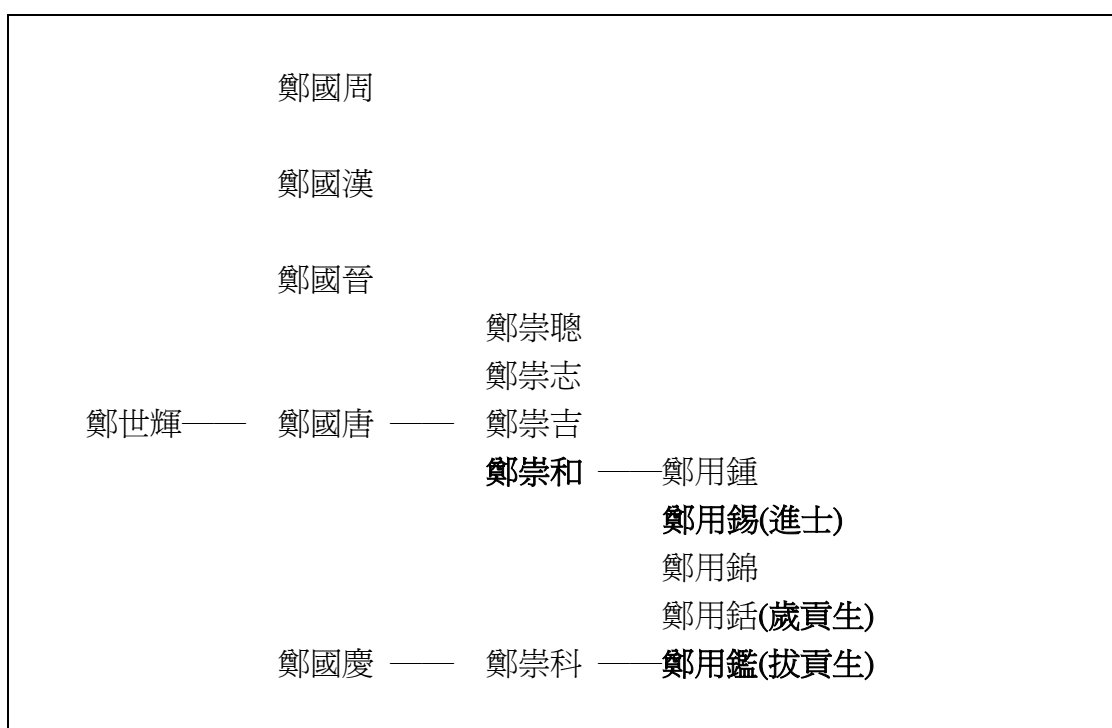 鄭國周
鄭國漢
鄭國晉
鄭崇聰
鄭崇志
鄭世輝—— 鄭國唐 —— 鄭崇吉
鄭崇和 ——鄭用鍾
鄭用錫(進士)
鄭用錦
鄭用銛(歲貢生)
鄭國慶 —— 鄭崇科 ——鄭用鑑(拔貢生)